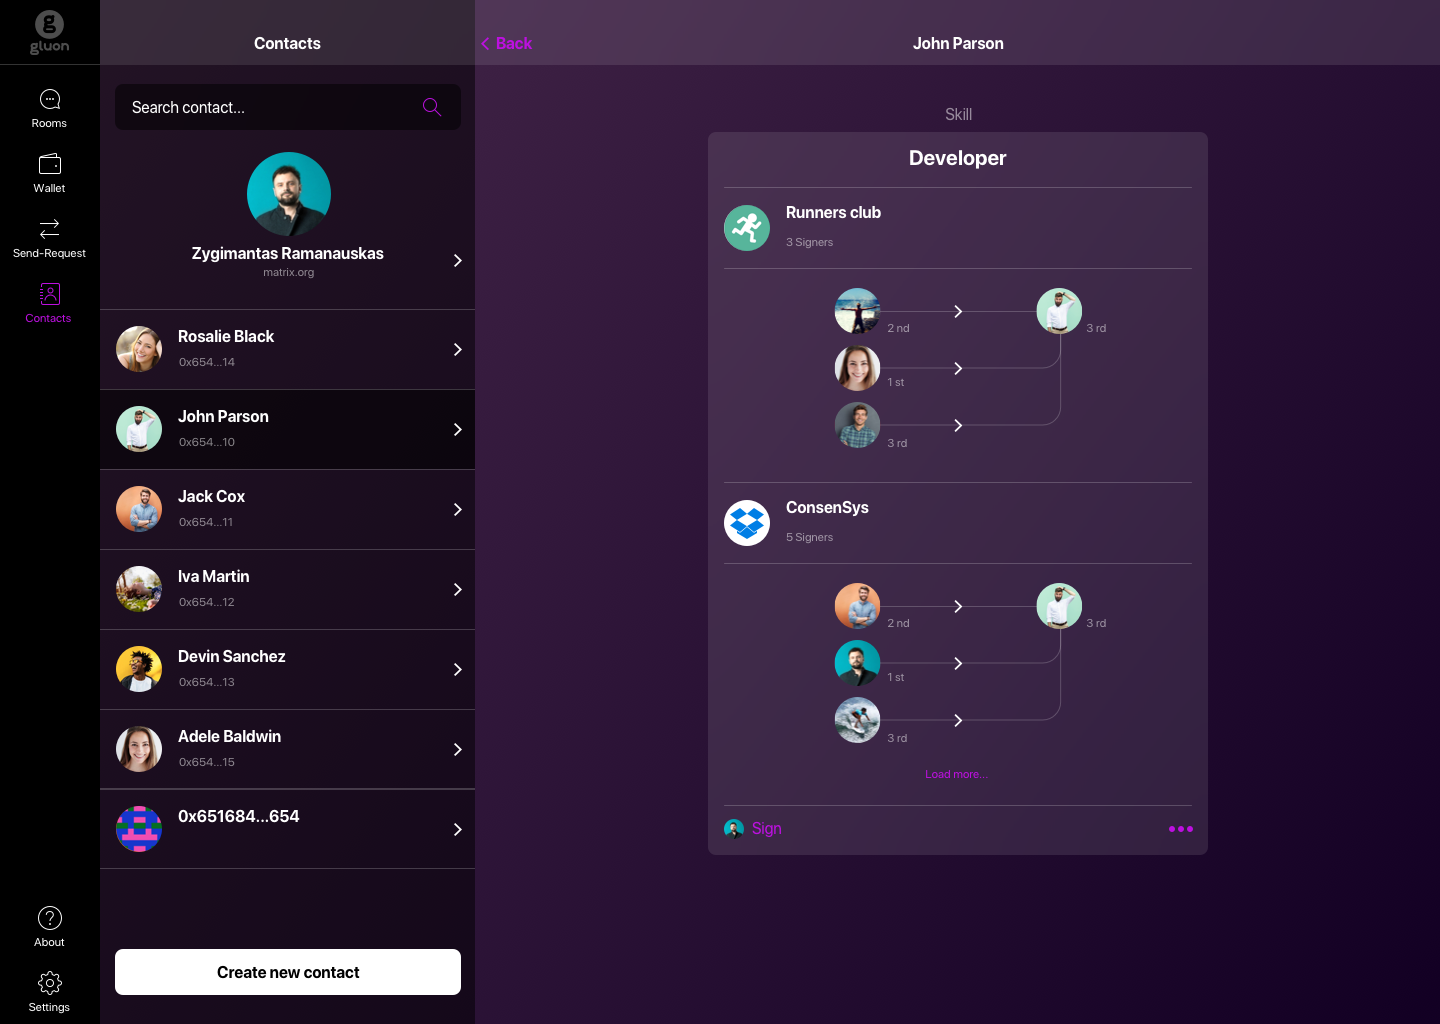 gluon
Rooms
Wallet
Send-Request
Contacts
About
Settings
Contacts
Search contact...
Zygimantas Ramanauskas
matrix.org
Rosalie Black
0x654...14
John Parson
0x654...10
Jack Cox
0x654...11
Iva Martin
0x654...12
Devin Sanchez
0x654...13
Adele Baldwin
0x654...15
0x651684...654
Create new contact
Back
John Parson
Skill
Developer
Runners club
3 Signers
2 nd
3 rd
1 st
3 rd
ConsenSys
5 Signers
2 nd
3 rd
1 st
3 rd
Load more...
Sign